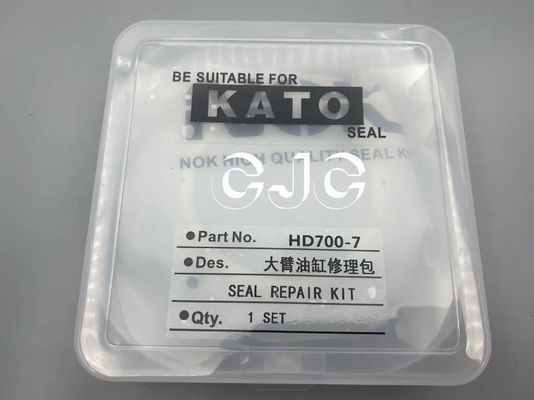 BE SUITABLE FOR
KATO
SEAL
NOK HIGH QUALITY SEAL K
CJC
●Part No. HD700-7
●Des. 大臂油缸修理包
SEAL REPAIR KIT
●Qty. 1 SET